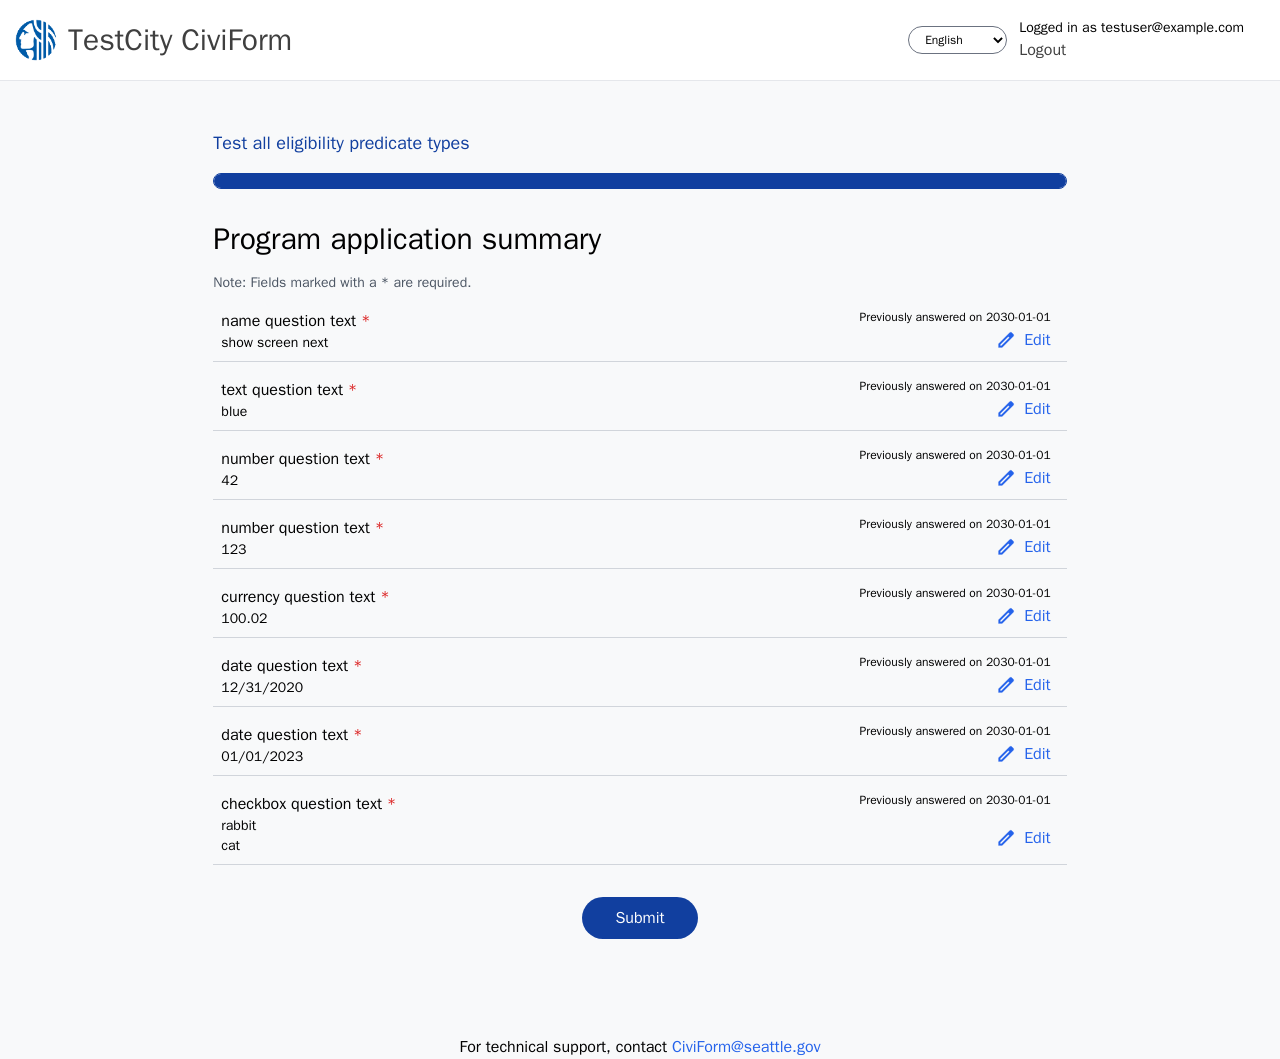 TestCity CiviForm
English
Logged in as testuser@example.com
Logout
Test all eligibility predicate types
Program application summary
Note: Fields marked with a * are required.
name question text *
Previously answered on 2030-01-01
show screen next
Edit
text question text *
Previously answered on 2030-01-01
blue
Edit
number question text *
Previously answered on 2030-01-01
42
Edit
number question text *
Previously answered on 2030-01-01
123
Edit
currency question text *
Previously answered on 2030-01-01
100.02
Edit
date question text *
Previously answered on 2030-01-01
12/31/2020
Edit
date question text *
Previously answered on 2030-01-01
01/01/2023
Edit
checkbox question text *
Previously answered on 2030-01-01
rabbit
cat
Edit
Submit
For technical support, contact CiviForm@seattle.gov